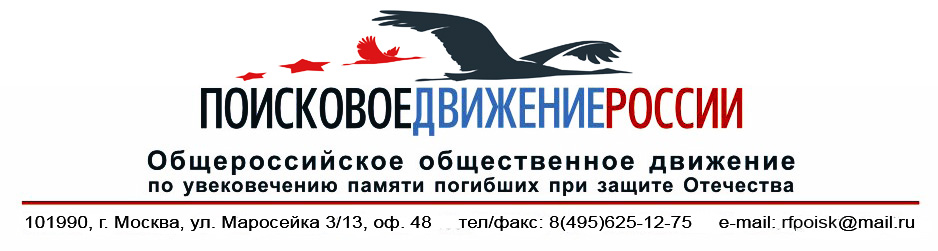 ПОИСКОВОЕДВИЖЕНИЕРОССИИ
Общероссийское общественное движение
по увековечению памяти погибших при защите Отечества
101990, г. Москва, ул. Маросейка 3/13, оф. 48 тел/факс: 8(495)625-12-75 e-mail: rfpoisk@mail.ru